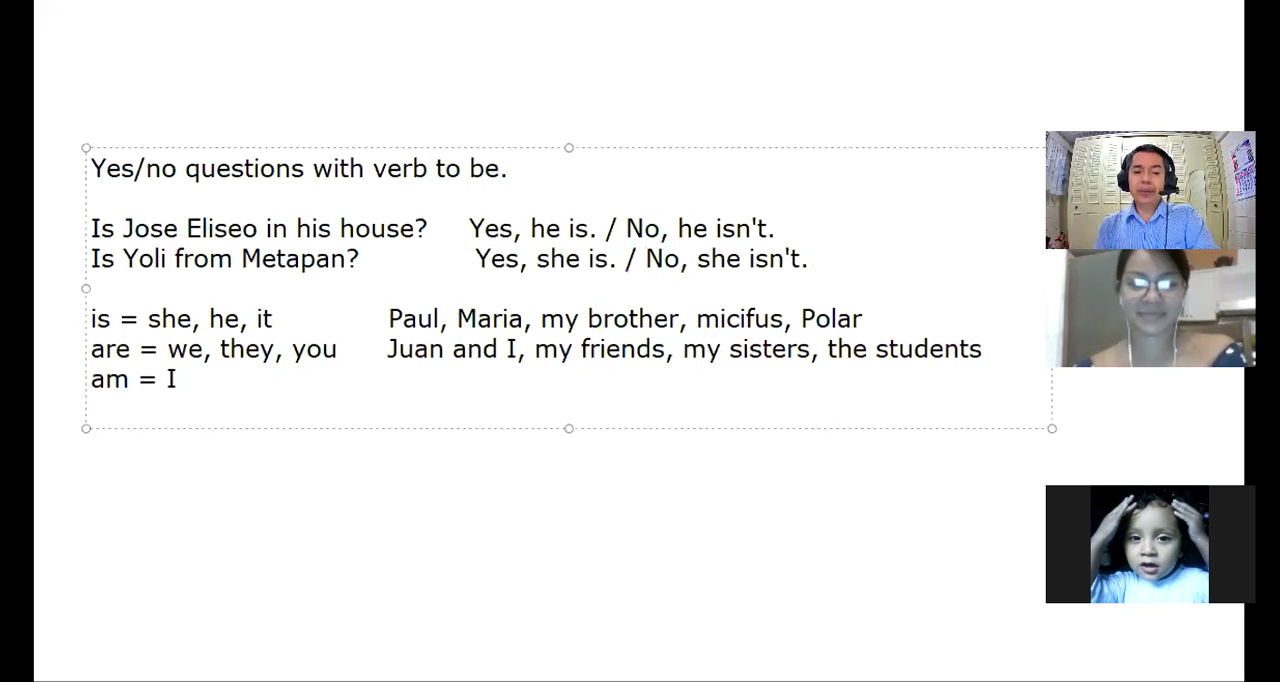 Yes/no questions with verb to be.
Is Jose Eliseo in his house? Yes, he is. / No, he isn't.
Is Yoli from Metapan? Yes, she is. / No, she isn't.
is = she, he, it Paul, Maria, my brother, micifus, Polar
are = we, they, you Juan and I, my friends, my sisters, the students
am = I